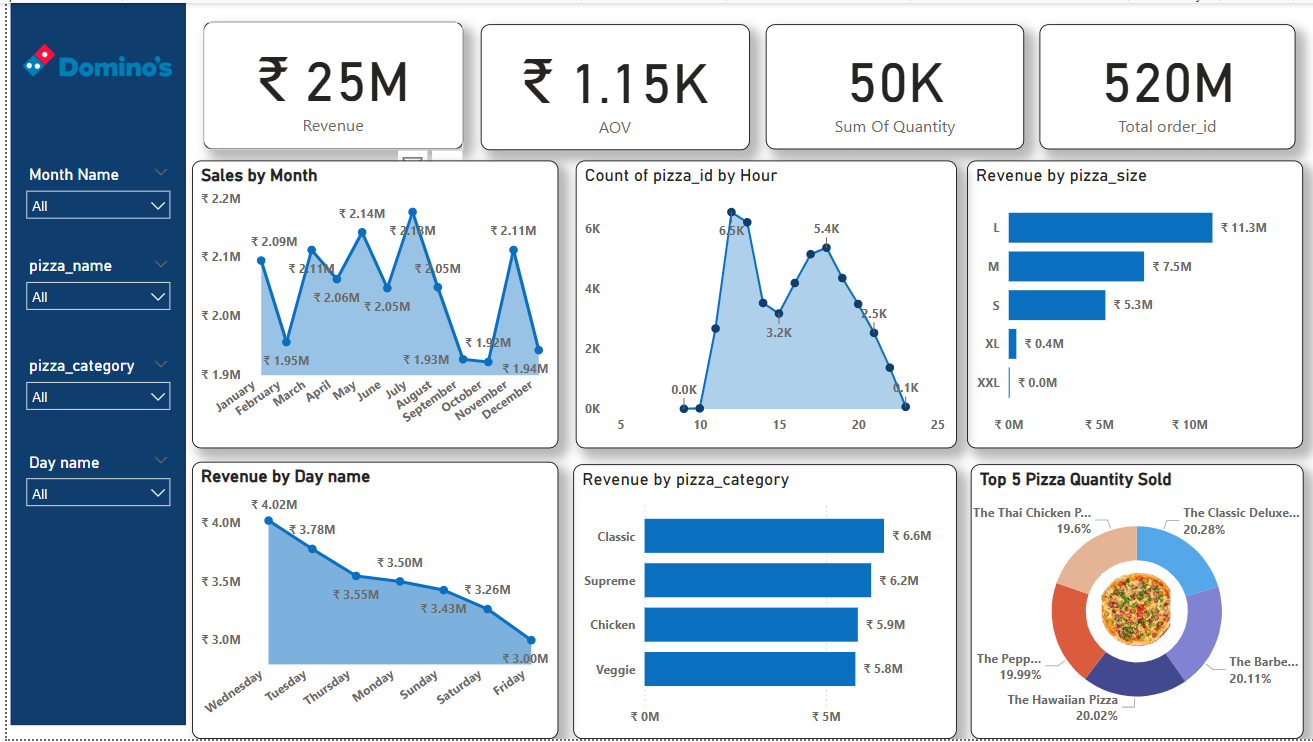 Domino's
Month Name
All
pizza_name
All
pizza_category
All
Day name
All
₹ 25M
Revenue
₹ 1.15K
AOV
50K
Sum Of Quantity
520M
Total order_id
Sales by Month
₹ 2.2M
₹ 2.1M
₹ 2.0M
₹ 1.9M
₹ 2.09M
₹ 1.95M
₹ 2.11M
₹ 2.06M
₹ 2.14M
₹ 2.05M
₹ 2.18M
₹ 2.05M
₹ 1.93M
₹ 1.92M
₹ 2.11M
₹ 1.94M
January
February
March
April
May
June
July
August
September
October
November
December
Count of pizza_id by Hour
6K
4K
2K
0K
0.0K
6.5K
3.2K
5.4K
2.5K
0.1K
5
10
15
20
25
Revenue by pizza_size
L
₹ 11.3M
M
₹ 7.5M
S
₹ 5.3M
XL
₹ 0.4M
XXL
₹ 0.0M
₹ 0M
₹ 5M
₹ 10M
Revenue by Day name
₹ 4.0M
₹ 3.5M
₹ 3.0M
₹ 4.02M
₹ 3.78M
₹ 3.55M
₹ 3.50M
₹ 3.43M
₹ 3.26M
₹ 3.00M
Wednesday
Tuesday
Thursday
Monday
Sunday
Saturday
Friday
Revenue by pizza_category
Classic
₹ 6.6M
Supreme
₹ 6.2M
Chicken
₹ 5.9M
Veggie
₹ 5.8M
₹ 0M
₹ 5M
Top 5 Pizza Quantity Sold
The Thai Chicken P...
19.6%
The Classic Deluxe...
20.28%
The Pepp...
19.99%
The Barbe...
20.11%
The Hawaiian Pizza
20.02%